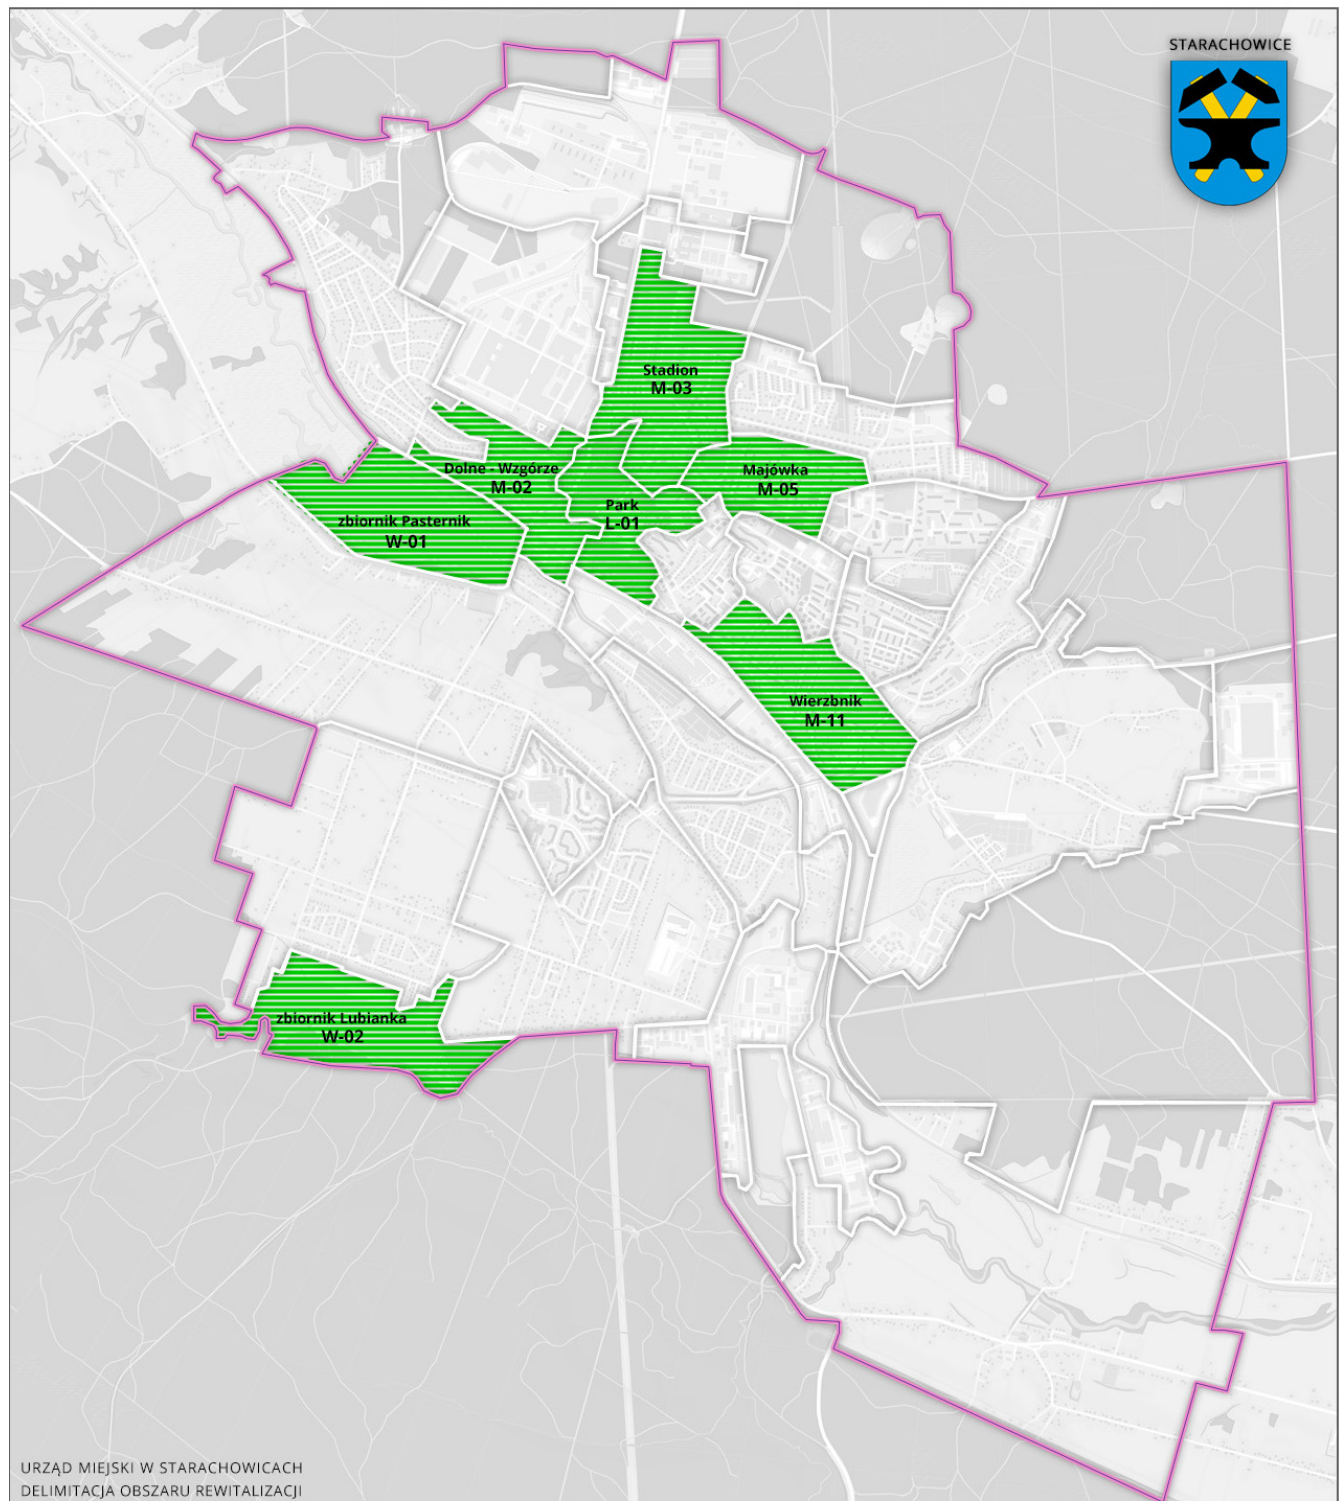 STARACHOWICE
Stadion
M-03
Dolne - Wzgórze
M-02
Majówka
M-05
Park
L-01
zbiornik Pasternik
W-01
Wierzbnik
M-11
zbiornik Lubianka
W-02
URZĄD MIEJSKI W STARACHOWICACH
DELIMITACJA OBSZARU REWITALIZACJI